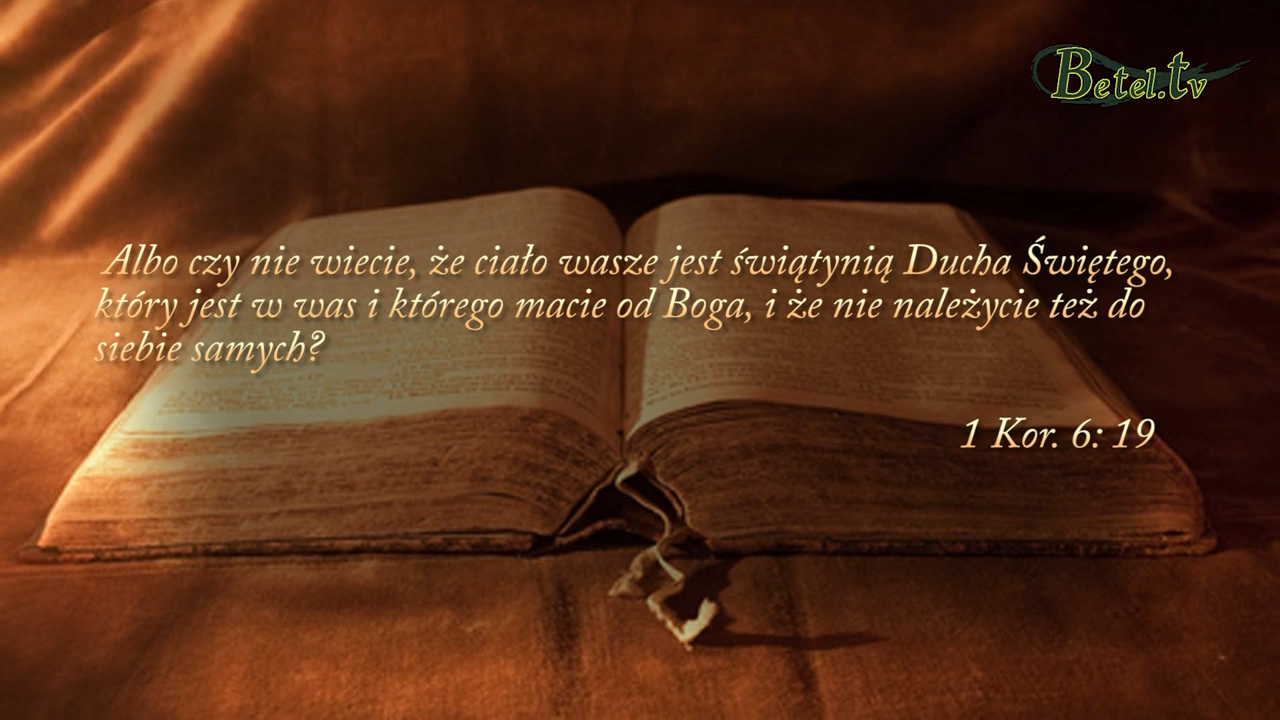 Betel.tv
Albo czy nie wiecie, że ciało wasze jest świątynią Ducha Świętego,
który jest w was i którego macie od Boga, i że nie należycie też do
siebie samych?
1 Kor. 6: 19